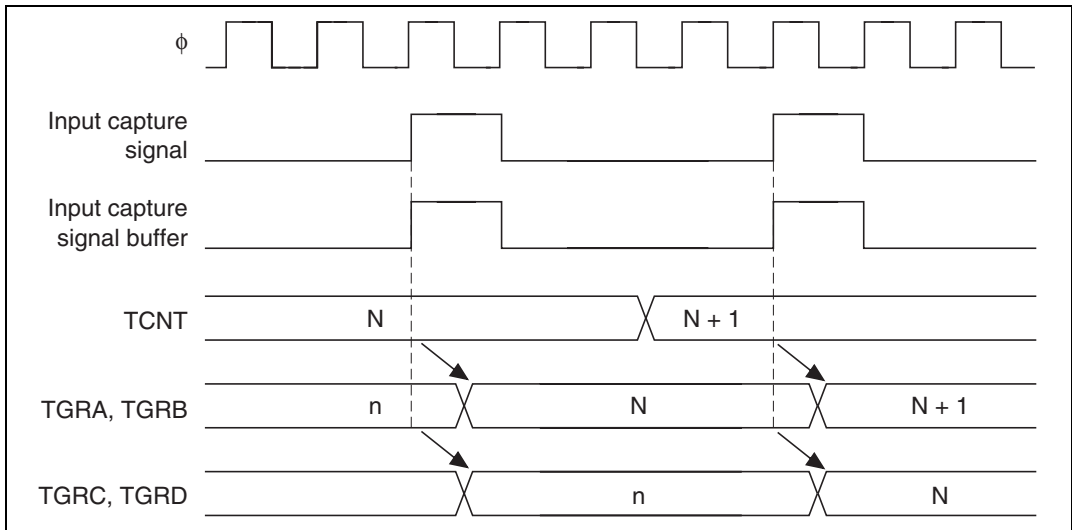 ϕ
Input capture
signal
Input capture
signal buffer
TCNT
N
N + 1
TGRA, TGRB
n
N
N + 1
TGRC, TGRD
n
N